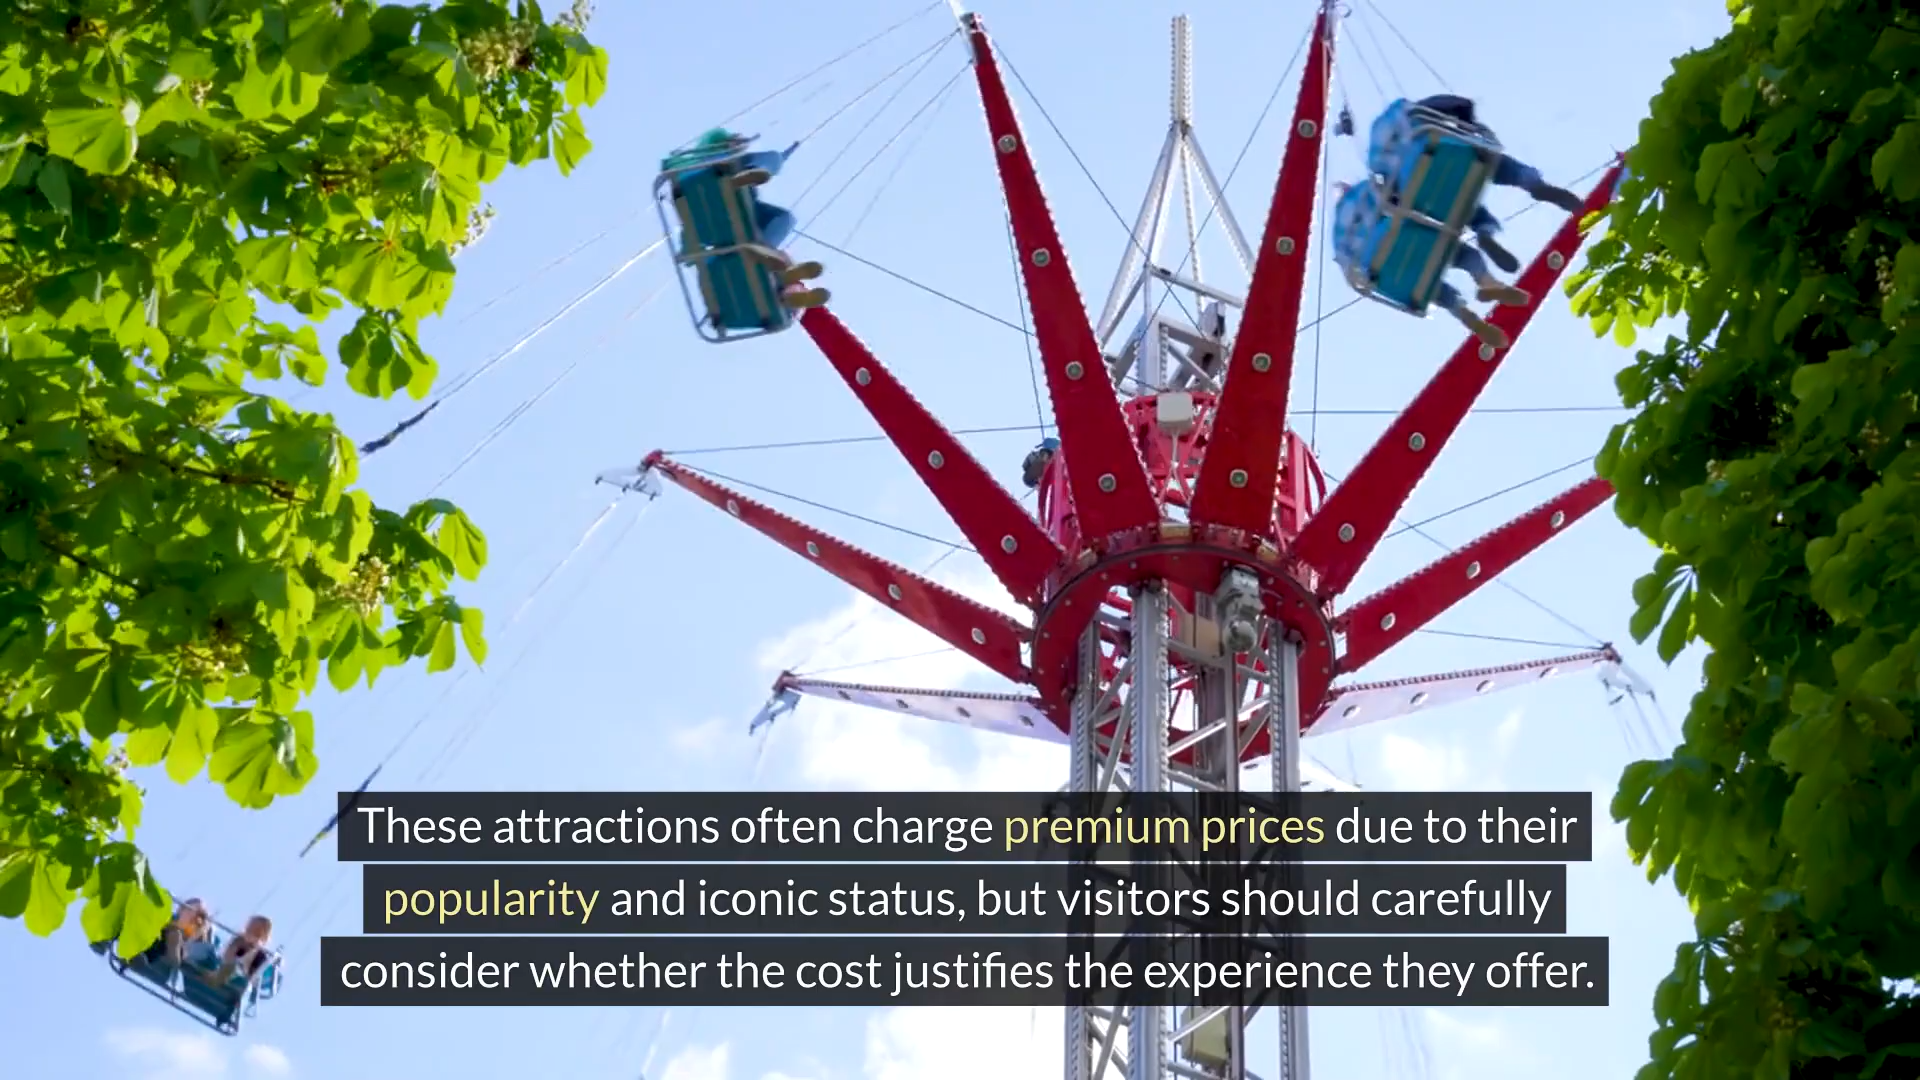 These attractions often charge premium prices due to their
popularity and iconic status, but visitors should carefully
consider whether the cost justifies the experience they offer.